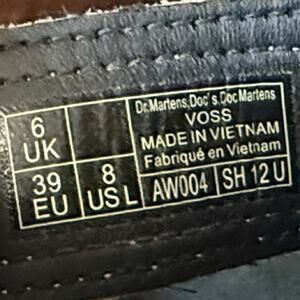 Dr.Martens, Doc's, Doc Martens
VOSS
MADE IN VIETNAM
Fabriqué en Vietnam
6
UK
39
EU
8
US L
AW004
SH 12 U